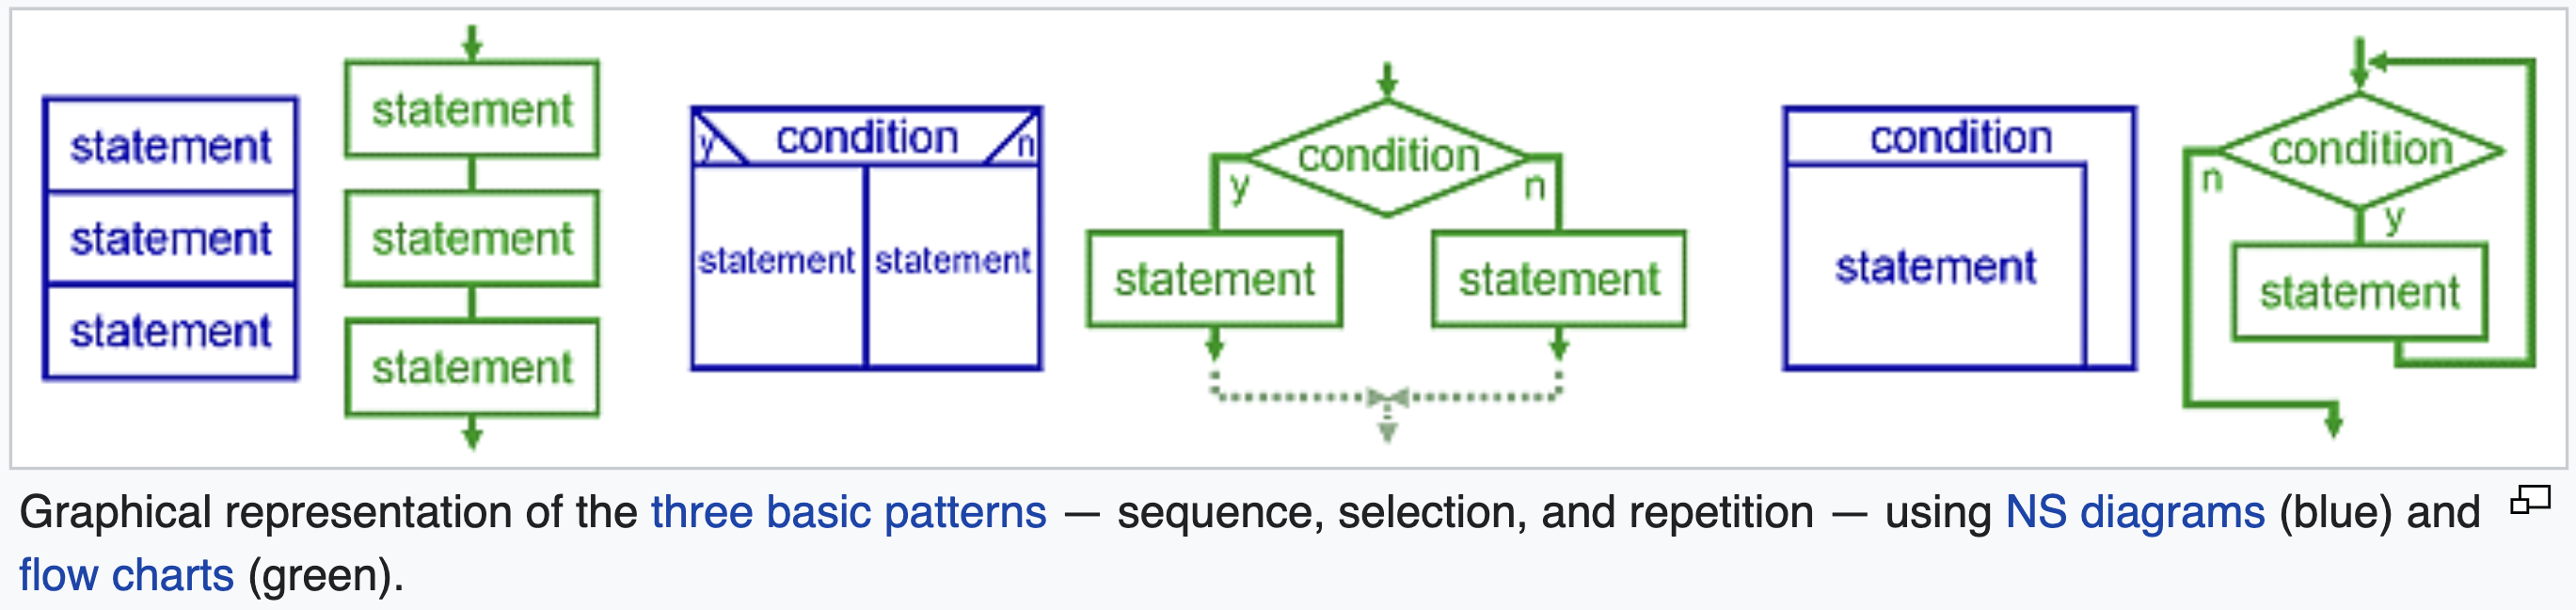 statement
statement
statement
statement
statement
statement
y condition n
statement statement
condition
y n
statement statement
condition
statement
condition
n
y
statement
Graphical representation of the three basic patterns — sequence, selection, and repetition — using NS diagrams (blue) and
flow charts (green).